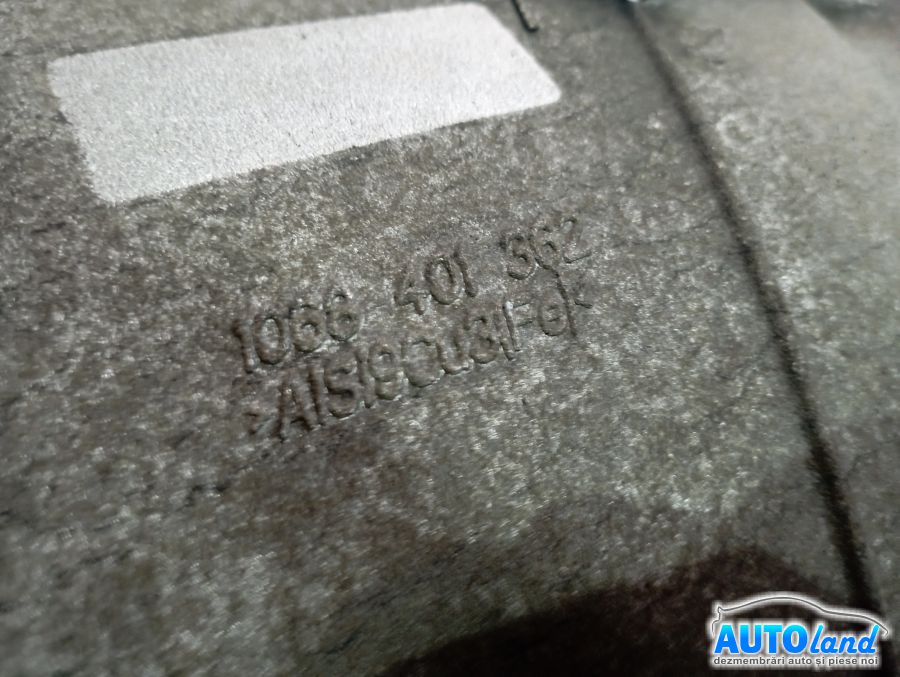 1066 401 362
>AlSi9Cu3(Fe)<
AUTOland
dezmembrări auto și piese noi